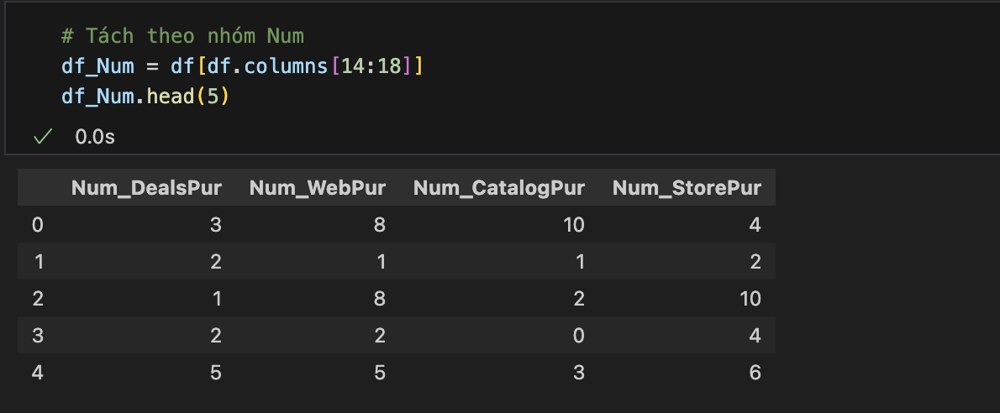 # Tách theo nhóm Num
df_Num = df[df.columns[14:18]]
df_Num.head(5)
✓ 0.0s
Num_DealsPur Num_WebPur Num_CatalogPur Num_StorePur
0 3 8 10 4
1 2 1 1 2
2 1 8 2 10
3 2 2 0 4
4 5 5 3 6